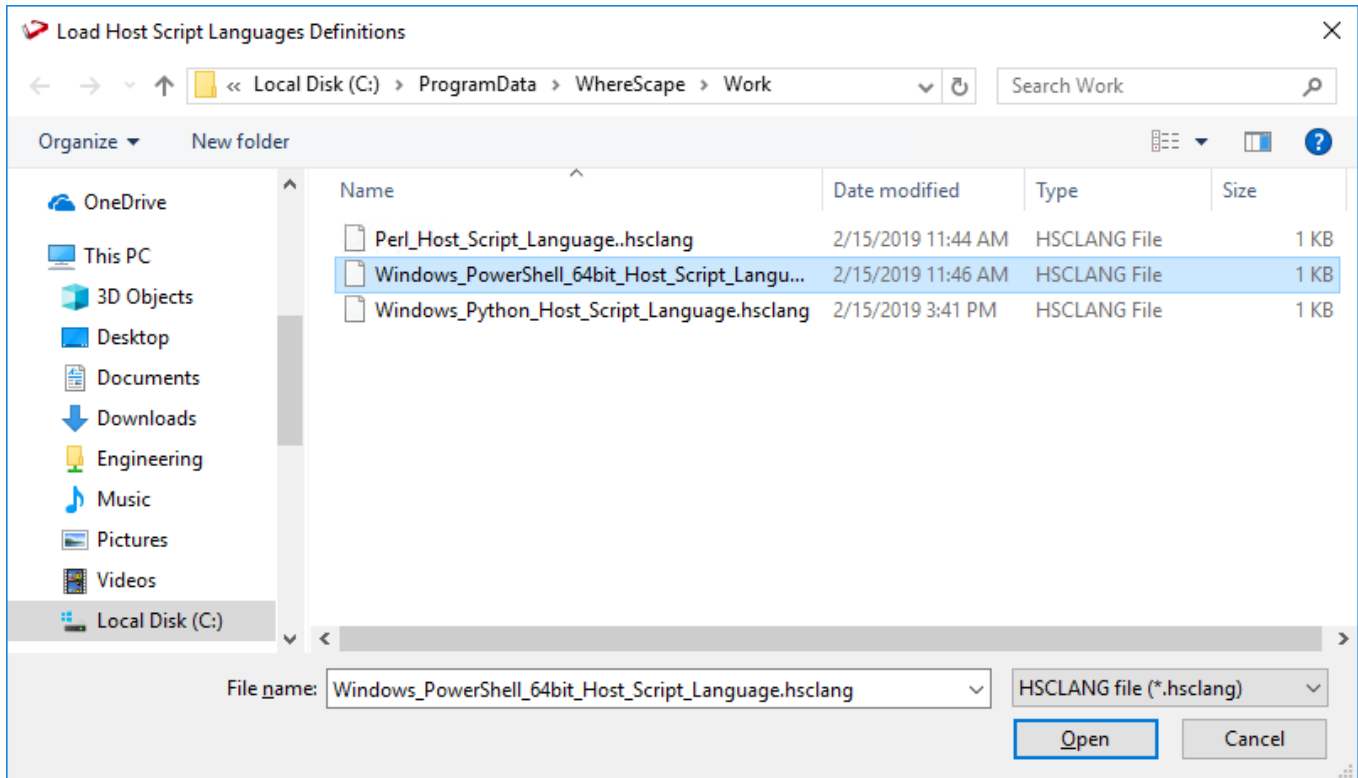 Load Host Script Languages Definitions
« Local Disk (C:) > ProgramData > WhereScape > Work
Search Work
Organize
New folder
?
Name
Date modified
Type
Size
Perl_Host_Script_Language..hsclang 2/15/2019 11:44 AM HSCLANG File 1 KB
Windows_PowerShell_64bit_Host_Script_Langu... 2/15/2019 11:46 AM HSCLANG File 1 KB
Windows_Python_Host_Script_Language.hsclang 2/15/2019 3:41 PM HSCLANG File 1 KB
OneDrive
This PC
3D Objects
Desktop
Documents
Downloads
Engineering
Music
Pictures
Videos
Local Disk (C:)
File name: Windows_PowerShell_64bit_Host_Script_Language.hsclang
HSCLANG file (*.hsclang)
Open
Cancel